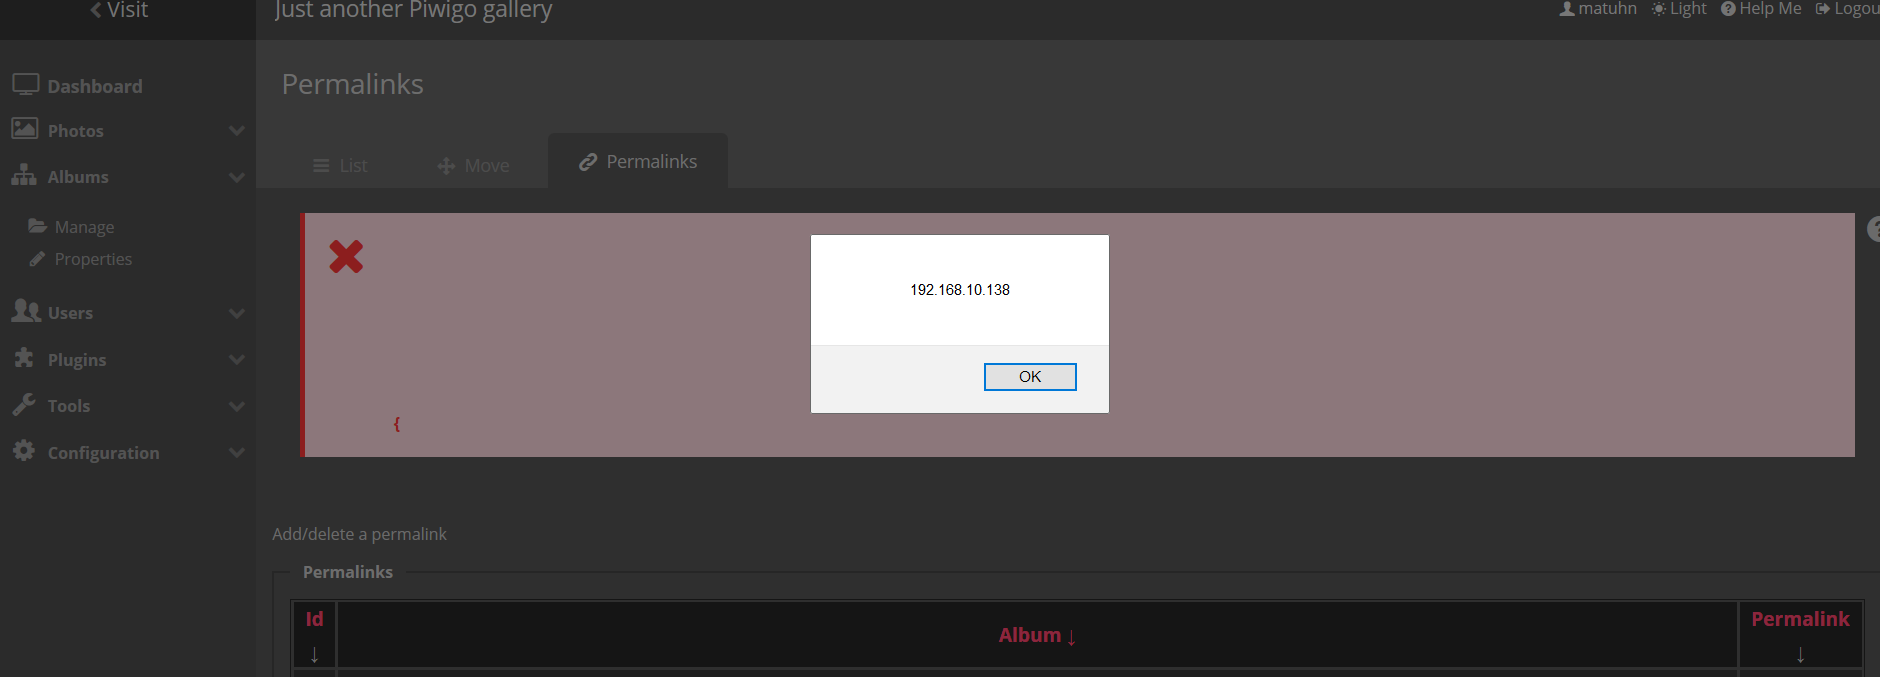 Visit
Just another Piwigo gallery
matuhn Light Help Me Logou
Dashboard
Photos
Albums
Manage
Properties
Users
Plugins
Tools
Configuration
Permalinks
List Move Permalinks
192.168.10.138
OK
{
Add/delete a permalink
Permalinks
Id ↓
Album ↓
Permalink ↓